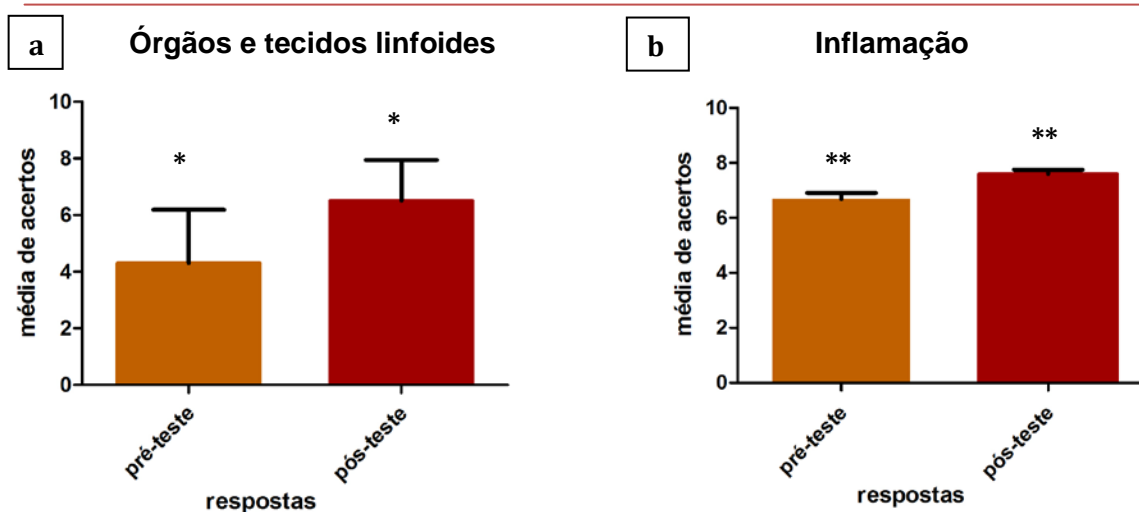 a
Órgãos e tecidos linfoides
média de acertos
10
8
6
4
2
0
*
*
pré-teste
pós-teste
respostas
b
Inflamação
média de acertos
10
8
6
4
2
0
**
**
pré-teste
pós-teste
respostas